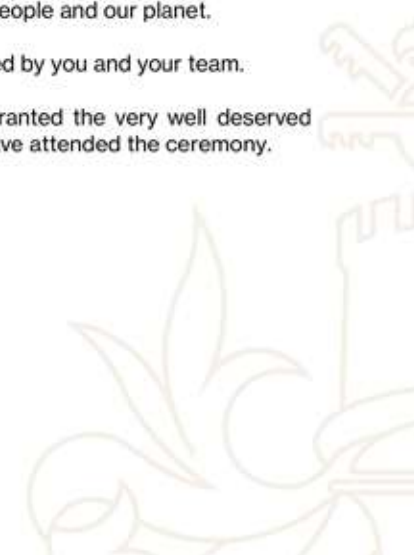 eople and our planet.
ed by you and your team.
ranted the very well deserved
ve attended the ceremony.